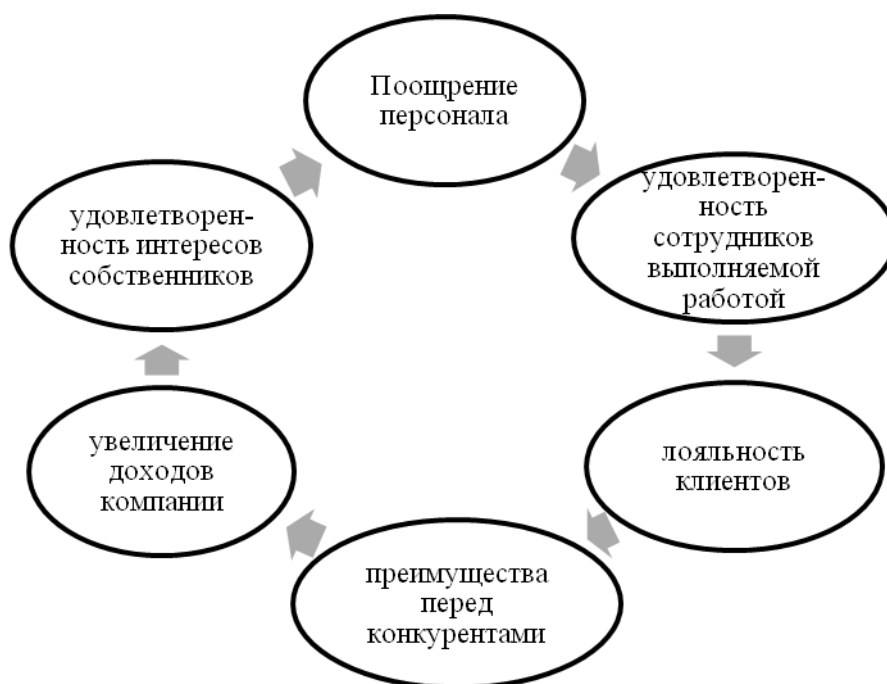 Поощрение
персонала
удовлетворен-
ность
сотрудников
выполняемой
работой
лояльность
клиентов
преимущества
перед
конкурентами
увеличение
доходов
компании
удовлетворен-
ность интересов
собственников